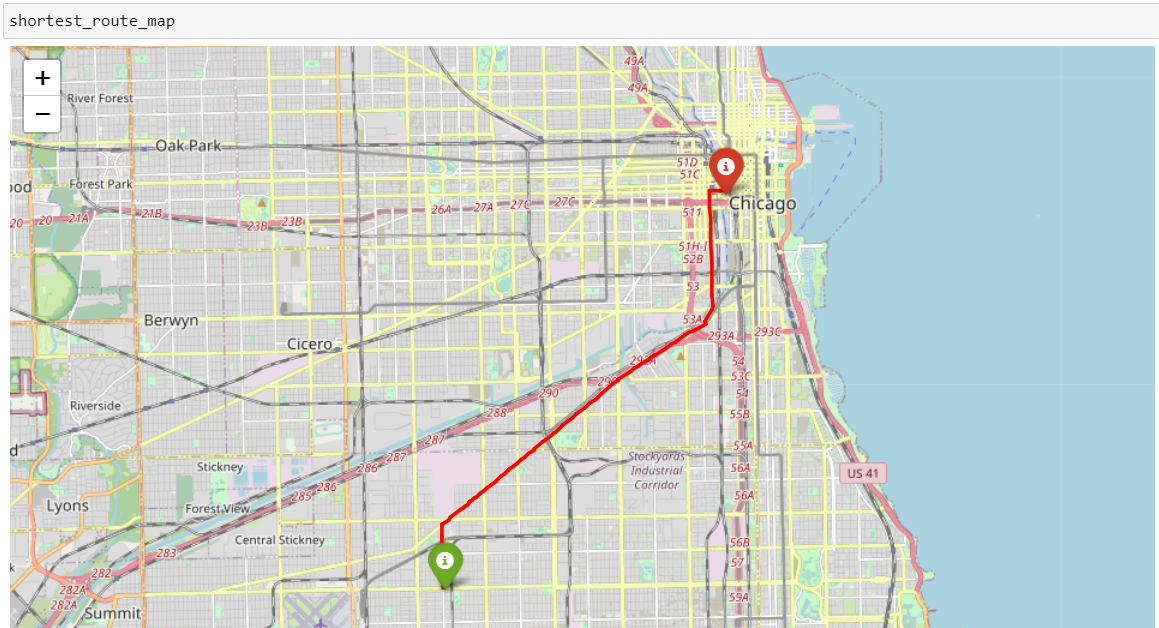 shortest_route_map
+
−
49A
49A
River Forest
Oak Park
51D
51C
i
ood
Forest Park
Chicago
20
20
21A
21B
23B
23B
26A
27A
27C
27C
511
51H-I
52B
53
Berwyn
53A
Cicero
293A
293C
292A
54
53C
290
290
54
Riverside
288
55B
d
287
55A
Stockyards
Industrial
Corridor
Stickney
287
286
56A
US 41
286
285
56A
Lyons
Forest View
Central Stickney
56B
283
i
57
k
282
282A
282A
59A
Summit